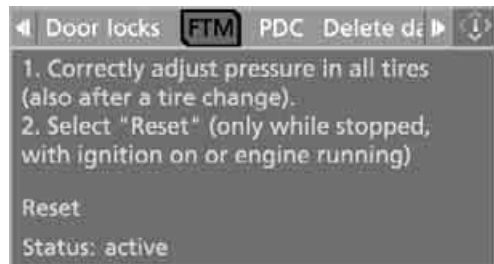 Door locks FTM PDC Delete da
1. Correctly adjust pressure in all tires
(also after a tire change).
2. Select "Reset" (only while stopped,
with ignition on or engine running)
Reset
Status: active